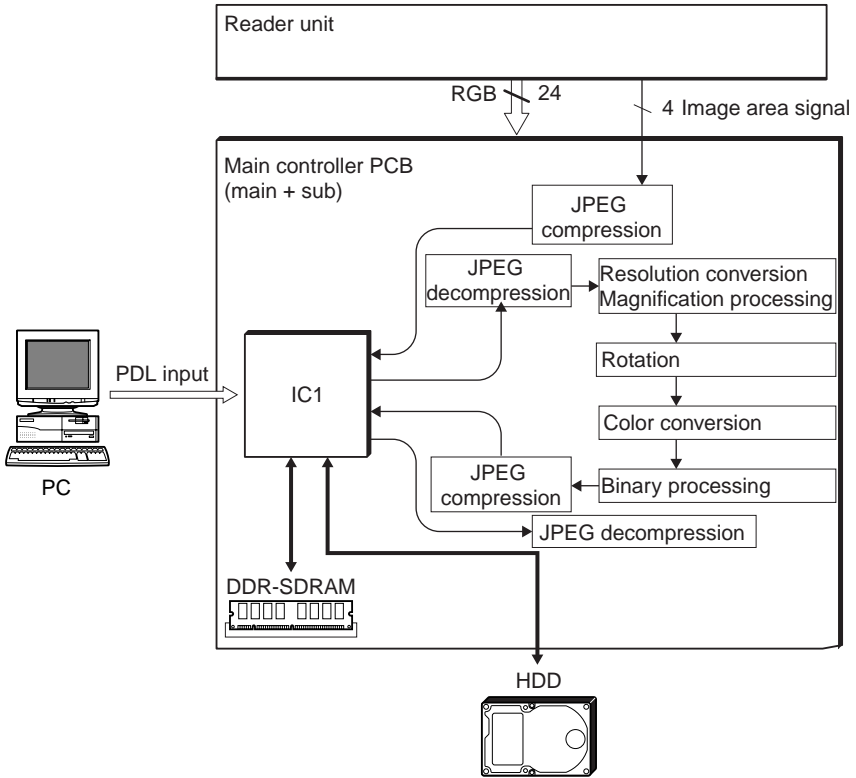 Reader unit
RGB 24
4 Image area signal
Main controller PCB
(main + sub)
JPEG
compression
JPEG
decompression
Resolution conversion
Magnification processing
PDL input
IC1
Rotation
Color conversion
PC
JPEG
compression
Binary processing
JPEG decompression
DDR-SDRAM
HDD